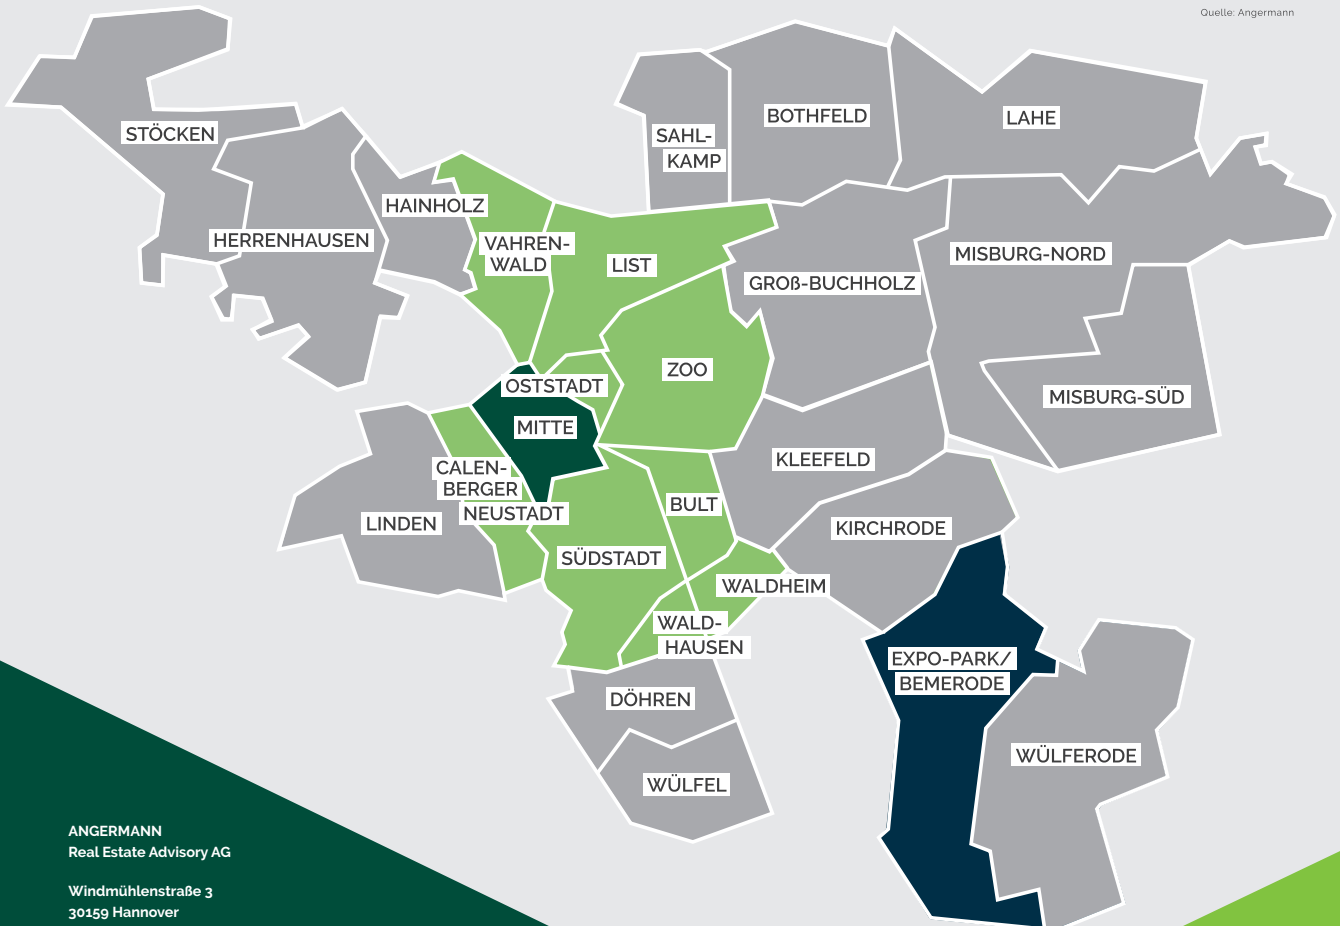 Quelle: Angermann
STÖCKEN
SAHL-
KAMP
BOTHFELD
LAHE
HAINHOLZ
HERRENHAUSEN
VAHREN-
WALD
LIST
GROß-BUCHHOLZ
MISBURG-NORD
ZOO
OSTSTADT
MISBURG-SÜD
MITTE
KLEEFELD
CALEN-
BERGER
NEUSTADT
LINDEN
BULT
KIRCHRODE
SÜDSTADT
WALDHEIM
WALD-
HAUSEN
EXPO-PARK/
BEMERODE
DÖHREN
WÜLFERODE
WÜLFEL
ANGERMANN
Real Estate Advisory AG
Windmühlenstraße 3
30159 Hannover